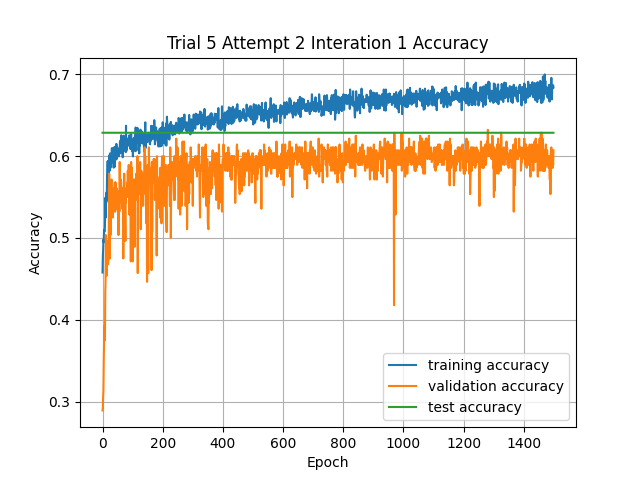 Trial 5 Attempt 2 Interation 1 Accuracy
0.7
0.6
0.5
0.4
0.3
Accuracy
0 200 400 600 800 1000 1200 1400
Epoch
training accuracy
validation accuracy
test accuracy